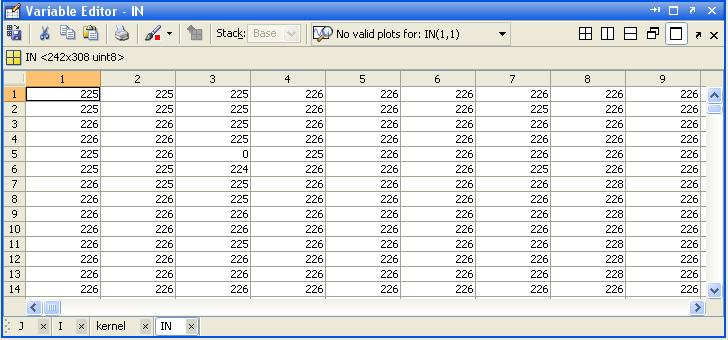 Variable Editor - IN
Stack: Base No valid plots for: IN(1,1)
IN <242x308 uint8>
1 2 3 4 5 6 7 8 9
1 225 225 225 226 226 226 226 226 226
2 225 225 225 226 226 226 225 225 226
3 226 226 225 226 226 226 226 226 226
4 226 226 225 226 226 226 226 226 226
5 225 226 0 225 226 226 226 226 226
6 225 225 224 226 226 226 225 226 226
7 226 225 225 226 226 226 226 228 226
8 226 225 225 226 226 226 226 228 226
9 226 226 226 226 226 226 226 228 226
10 226 226 226 226 226 226 226 226 226
11 226 226 225 226 226 226 226 228 226
12 226 226 226 226 226 226 226 228 226
13 226 226 226 226 226 226 226 228 226
14 226 226 226 226 226 226 226 226 226
J I kernel IN